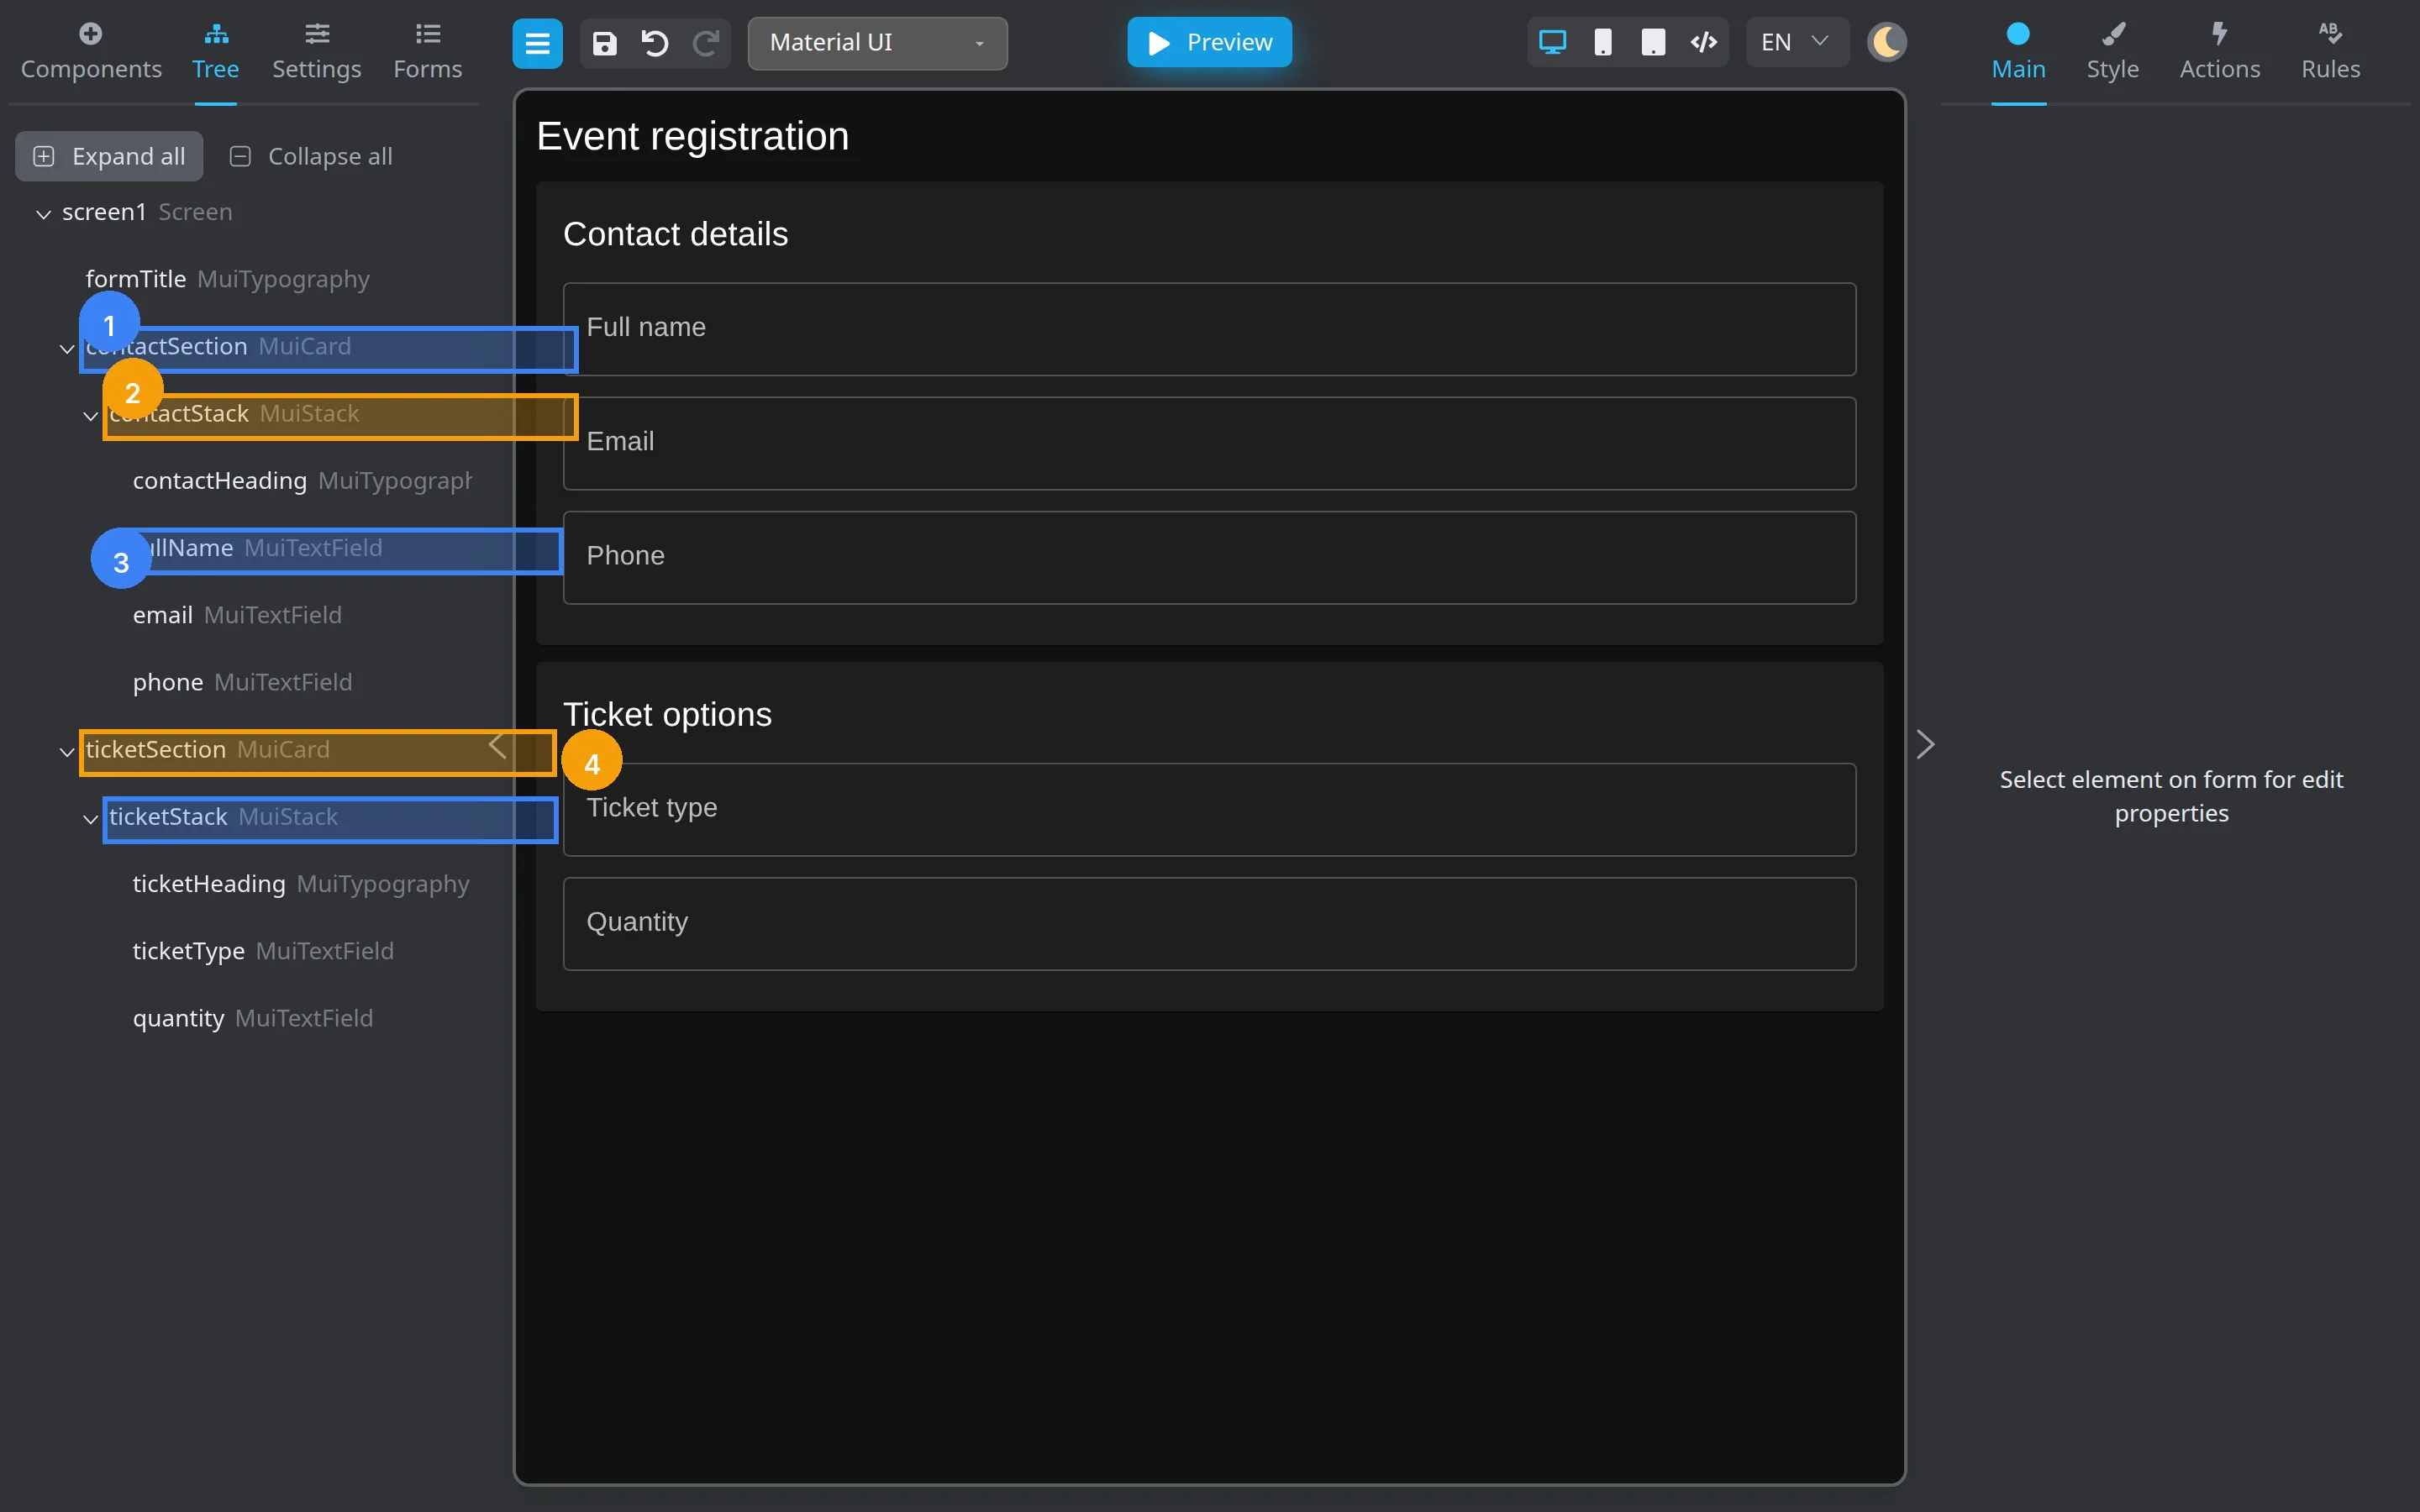 Components Tree Settings Forms
Material UI
Preview
EN
Main Style Actions Rules
Expand all Collapse all
screen1 Screen
formTitle MuiTypography
1
contactSection MuiCard
2
contactStack MuiStack
contactHeading MuiTypograph
3
fullName MuiTextField
email MuiTextField
phone MuiTextField
ticketSection MuiCard
4
ticketStack MuiStack
ticketHeading MuiTypography
ticketType MuiTextField
quantity MuiTextField
Event registration
Contact details
Full name
Email
Phone
Ticket options
Ticket type
Quantity
Select element on form for edit
properties